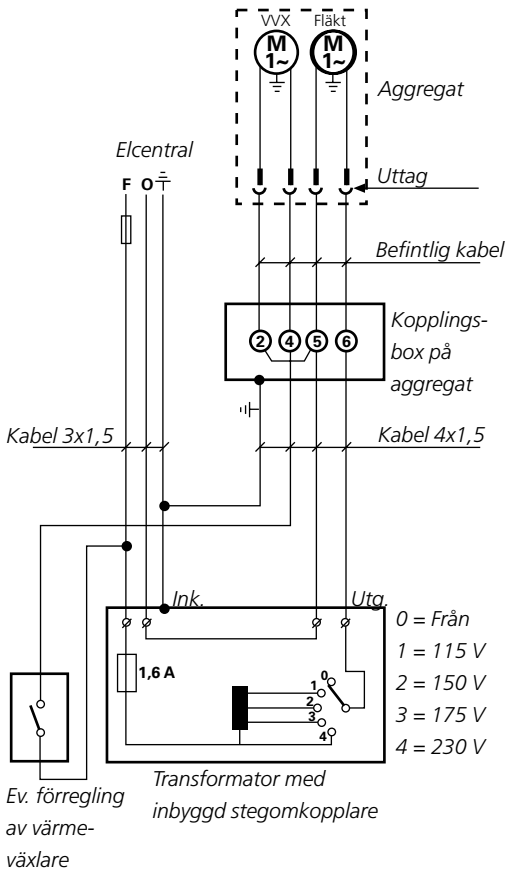 VVX Fläkt
M M
1~ 1~
Aggregat
Elcentral
F O
Uttag
Befintlig kabel
2 4 5 6
Kopplings-
box på
aggregat
Kabel 3x1,5
Kabel 4x1,5
Ink.
Utg.
0 = Från
1 = 115 V
2 = 150 V
3 = 175 V
4 = 230 V
1,6 A
0
1
2
3
4
Transformator med
inbyggd stegomkopplare
Ev. förregling
av värme-
växlare